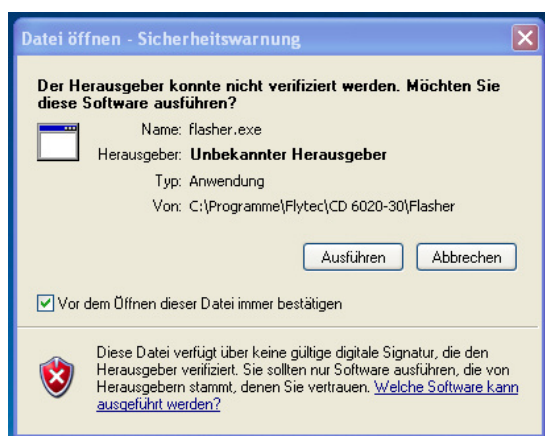 Datei öffnen - Sicherheitswarnung
Der Herausgeber konnte nicht verifiziert werden. Möchten Sie
diese Software ausführen?
Name: flasher.exe
Herausgeber: Unbekannter Herausgeber
Typ: Anwendung
Von: C:\Programme\Flytec\CD 6020-30\Flasher
Ausführen Abbrechen
Vor dem Öffnen dieser Datei immer bestätigen
Diese Datei verfügt über keine gültige digitale Signatur, die den
Herausgeber verifiziert. Sie sollten nur Software ausführen, die von
Herausgebern stammt, denen Sie vertrauen. Welche Software kann
ausgeführt werden?